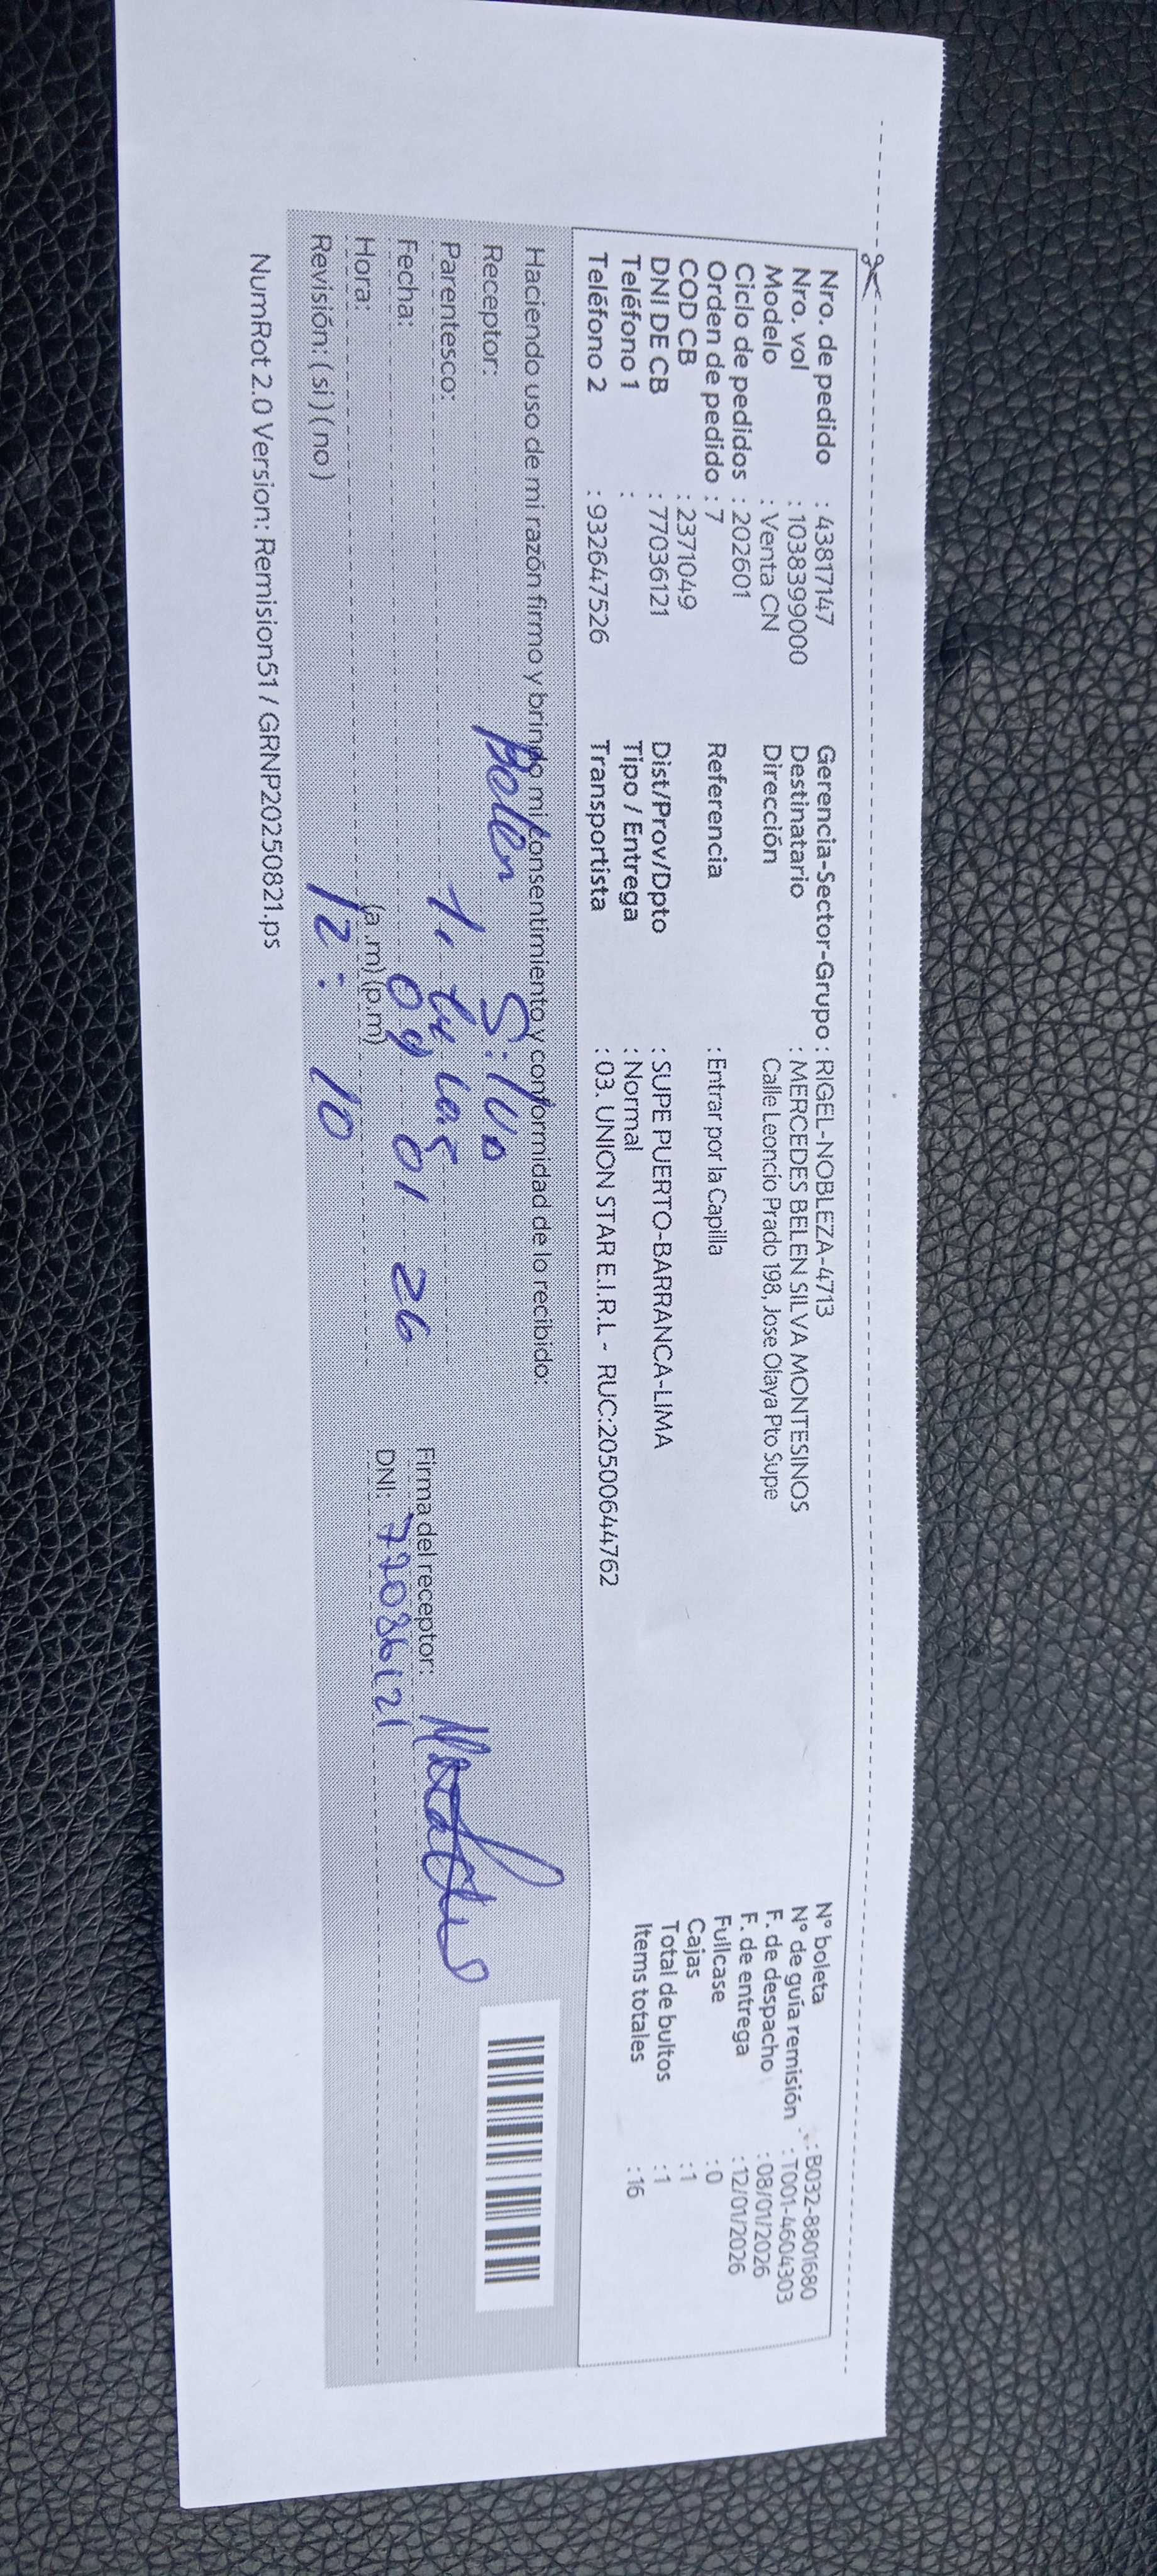 Nro. de pedido : 43817147
Nro. vol : 1038399000
Modelo : Venta CN
Ciclo de pedidos : 202601
Orden de pedido : 7
COD CB : 2371049
DNI DE CB : 77036121
Teléfono 1 :
Teléfono 2 : 932647526
Gerencia-Sector-Grupo : RIGEL-NOBLEZA-4713
Destinatario : MERCEDES BELEN SILVA MONTESINOS
Dirección Calle Leoncio Prado 198, Jose Olaya Pto Supe
Referencia : Entrar por la Capilla
Dist/Prov/Dpto : SUPE PUERTO-BARRANCA-LIMA
Tipo / Entrega : Normal
Transportista : 03. UNION STAR E.I.R.L - RUC:20500644762
N° boleta : B032-8801680
N° de guía remisión : T001-4604303
F. de despacho : 08/01/2026
F. de entrega : 12/01/2026
Fullcase : 0
Cajas : 1
Total de bultos : 1
Items totales : 16
Haciendo uso de mi razón firmo y brindo mi consentimiento y conformidad de lo recibido:
Receptor: Belen Silva
Parentesco:
Fecha: 09 01 26
Hora: (a.m) (p.m)
12:10
Revisión: ( si ) ( no )
Firma del receptor:
DNI: 77036121
NumRot 2.0 Version: Remision51 / GRNP20250821.ps